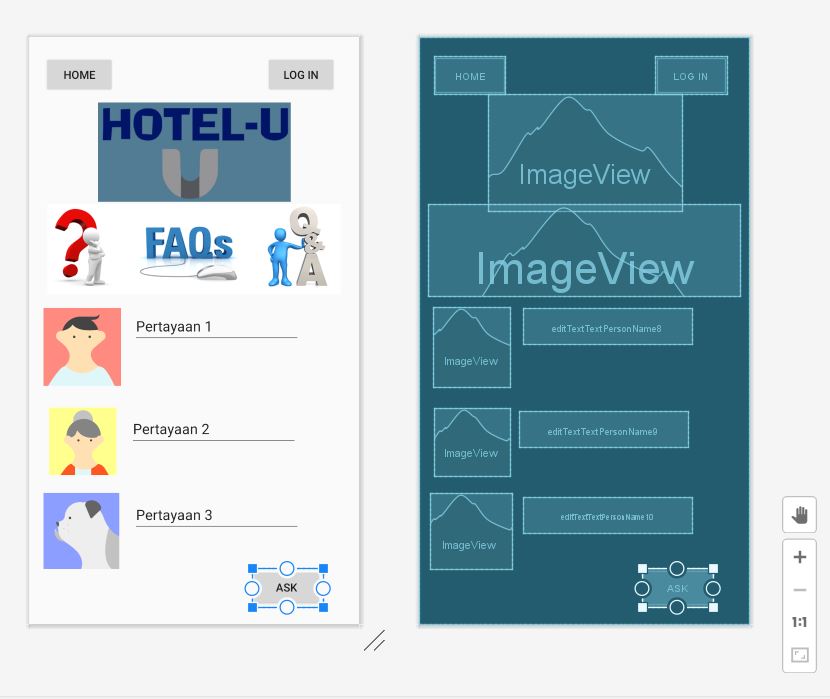 HOME
LOG IN
HOTEL-U
U
FAQs
Q
&
A
Pertayaan 1
Pertayaan 2
Pertayaan 3
ASK
HOME
LOG IN
ImageView
ImageView
ImageView
editTextTextPersonName8
ImageView
editTextTextPersonName9
ImageView
editTextTextPersonName10
ASK
1:1